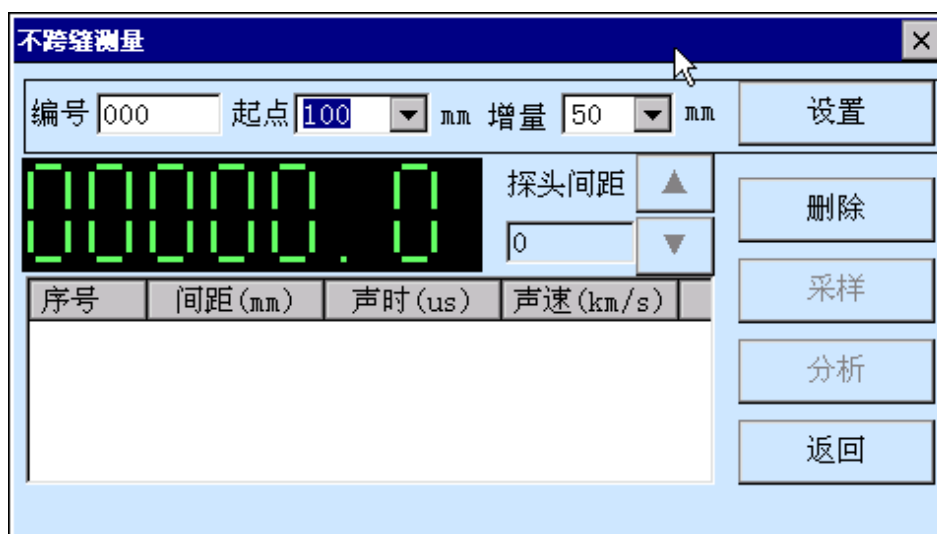 不跨缝测量
编号 000 起点 100 mm 增量 50 mm 设置
00000.0 探头间距
0
删除
序号 间距(mm) 声时(us) 声速(km/s)
采样
分析
返回